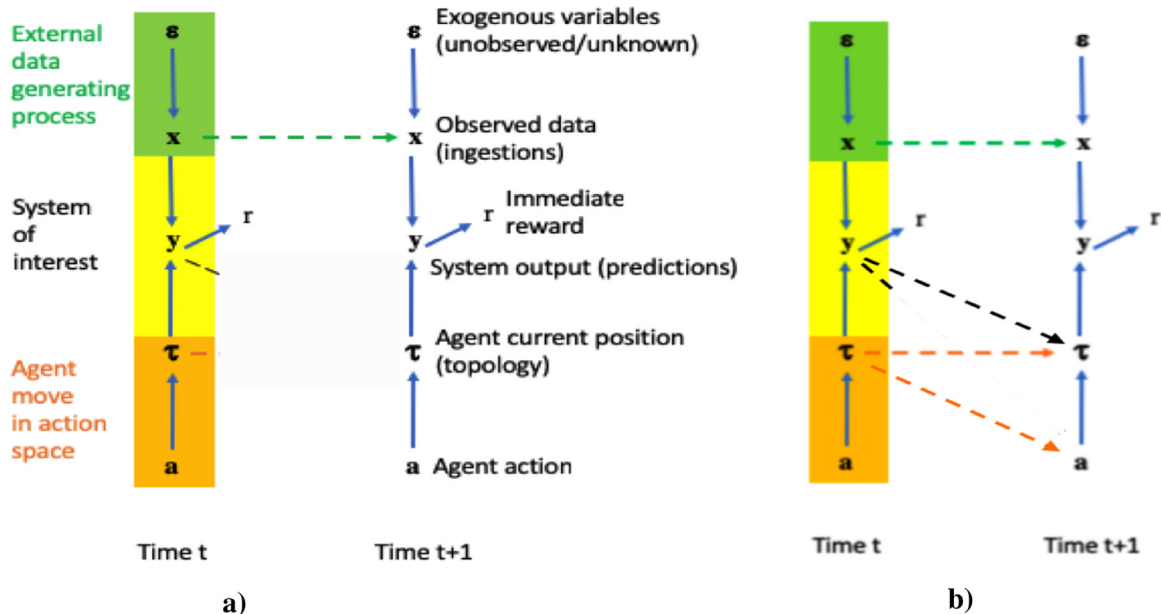 External
data
generating
process
ε
ε
Exogenous variables
(unobserved/unknown)
x
x
Observed data
(ingestions)
System
of
interest
r
y
r
Immediate
reward
y
System output (predictions)
τ
τ
Agent current position
(topology)
Agent
move
in action
space
a
a Agent action
Time t
Time t+1
a)
ε
ε
x
x
r
r
y
y
τ
τ
a
a
Time t
Time t+1
b)